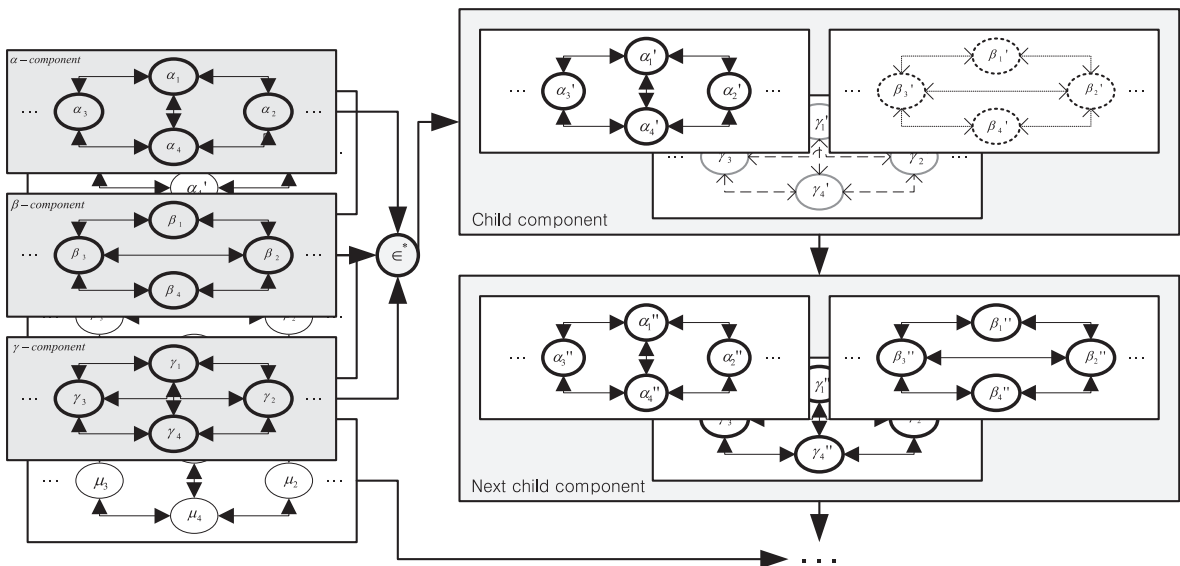 α – component
α₁
... α₃ α₂ ...
α₄
α₄'
β – component
β₁
... β₃ β₂ ...
β₄
γ – component
γ₁
... γ₃ γ₂ ...
γ₄
... μ₃ μ₂ ...
μ₄
∈*
α₁'
... α₃' α₂' ...
α₄'
β₁'
... β₃' β₂' ...
β₄'
γ₁'
... γ₃ γ₂ ...
γ₄'
Child component
α₁''
... α₃'' α₂'' ...
α₄''
β₁''
... β₃'' β₂'' ...
β₄''
γ₁''
γ₄''
Next child component
...